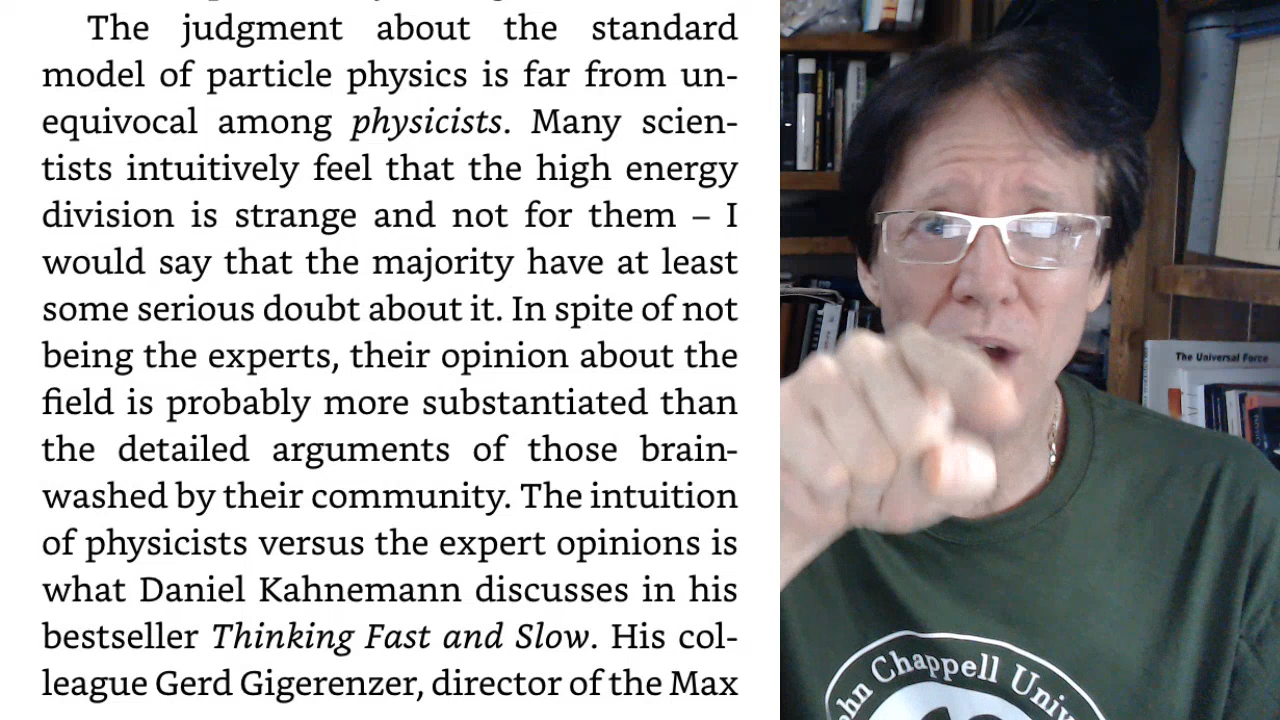 The judgment about the standard
model of particle physics is far from un-
equivocal among physicists. Many scien-
tists intuitively feel that the high energy
division is strange and not for them – I
would say that the majority have at least
some serious doubt about it. In spite of not
being the experts, their opinion about the
field is probably more substantiated than
the detailed arguments of those brain-
washed by their community. The intuition
of physicists versus the expert opinions is
what Daniel Kahnemann discusses in his
bestseller Thinking Fast and Slow. His col-
league Gerd Gigerenzer, director of the Max
The Universal Force
Chappell